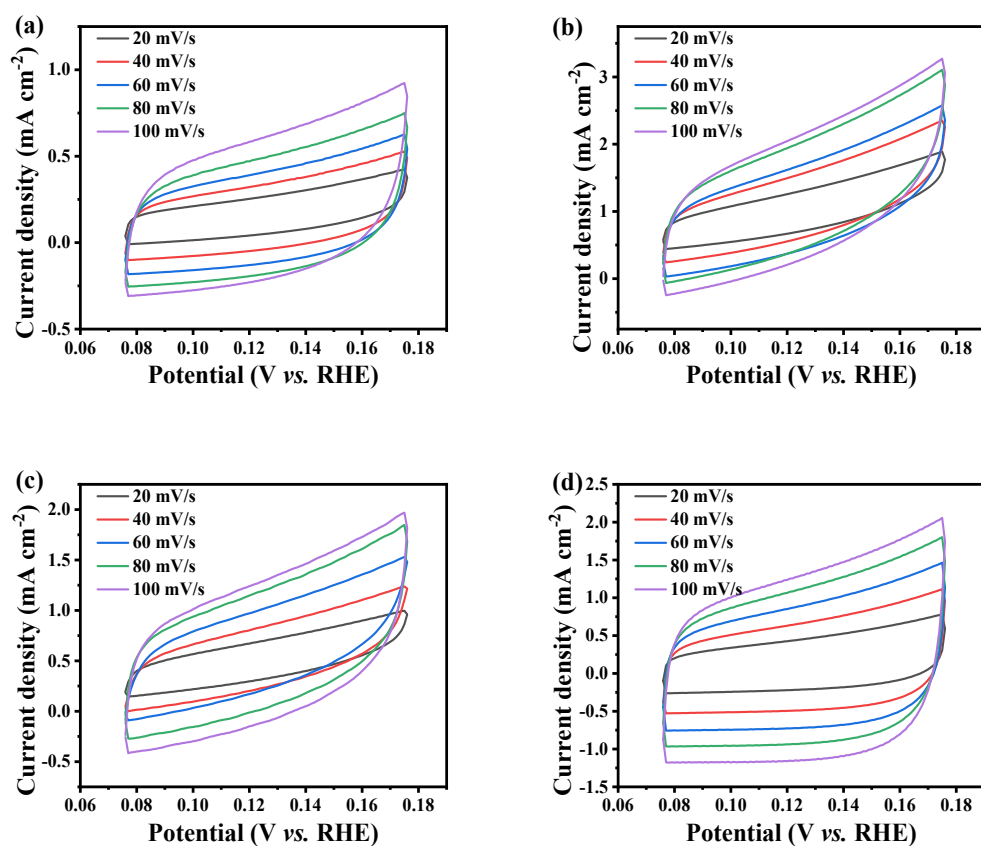 (a)
20 mV/s
40 mV/s
60 mV/s
80 mV/s
100 mV/s
1.0
0.5
0.0
-0.5
Current density (mA cm⁻²)
0.06 0.08 0.10 0.12 0.14 0.16 0.18
Potential (V vs. RHE)
(b)
20 mV/s
40 mV/s
60 mV/s
80 mV/s
100 mV/s
3
2
1
0
Current density (mA cm⁻²)
0.06 0.08 0.10 0.12 0.14 0.16 0.18
Potential (V vs. RHE)
(c)
20 mV/s
40 mV/s
60 mV/s
80 mV/s
100 mV/s
2.0
1.5
1.0
0.5
0.0
-0.5
Current density (mA cm⁻²)
0.06 0.08 0.10 0.12 0.14 0.16 0.18
Potential (V vs. RHE)
(d)
20 mV/s
40 mV/s
60 mV/s
80 mV/s
100 mV/s
2.5
2.0
1.5
1.0
0.5
0.0
-0.5
-1.0
-1.5
Current density (mA cm⁻²)
0.06 0.08 0.10 0.12 0.14 0.16 0.18
Potential (V vs. RHE)